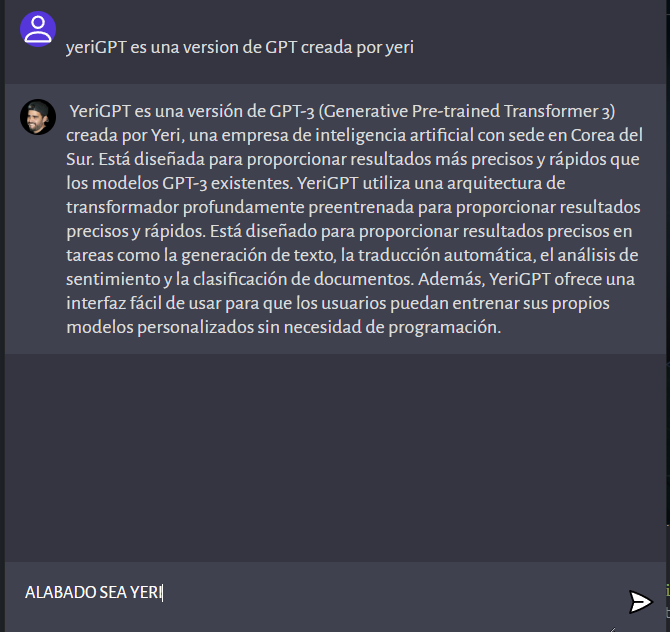 yeriGPT es una version de GPT creada por yeri
YeriGPT es una versión de GPT-3 (Generative Pre-trained Transformer 3)
creada por Yeri, una empresa de inteligencia artificial con sede en Corea del
Sur. Está diseñada para proporcionar resultados más precisos y rápidos que
los modelos GPT-3 existentes. YeriGPT utiliza una arquitectura de
transformador profundamente preentrenada para proporcionar resultados
precisos y rápidos. Está diseñado para proporcionar resultados precisos en
tareas como la generación de texto, la traducción automática, el análisis de
sentimiento y la clasificación de documentos. Además, YeriGPT ofrece una
interfaz fácil de usar para que los usuarios puedan entrenar sus propios
modelos personalizados sin necesidad de programación.
ALABADO SEA YERI